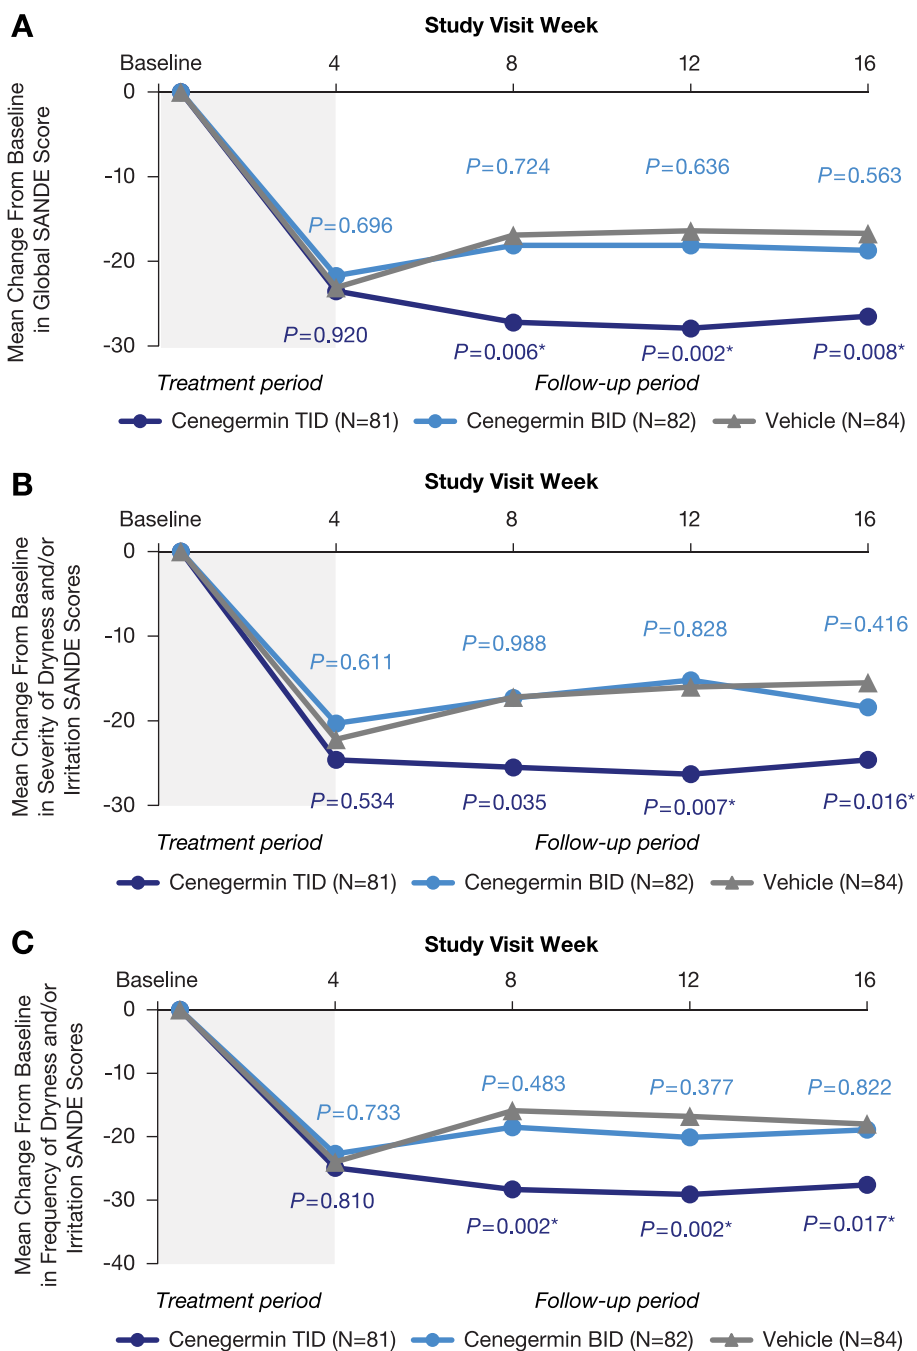 A
Study Visit Week
Baseline 4 8 12 16
Mean Change From Baseline
in Global SANDE Score
0
-10
-20
-30
P=0.724 P=0.636 P=0.563
P=0.696
P=0.920 P=0.006* P=0.002* P=0.008*
Treatment period Follow-up period
Cenegermin TID (N=81) Cenegermin BID (N=82) Vehicle (N=84)
B
Study Visit Week
Baseline 4 8 12 16
Mean Change From Baseline
in Severity of Dryness and/or
Irritation SANDE Scores
0
-10
-20
-30
P=0.611 P=0.988 P=0.828 P=0.416
P=0.534 P=0.035 P=0.007* P=0.016*
Treatment period Follow-up period
Cenegermin TID (N=81) Cenegermin BID (N=82) Vehicle (N=84)
C
Study Visit Week
Baseline 4 8 12 16
Mean Change From Baseline
in Frequency of Dryness and/or
Irritation SANDE Scores
0
-10
-20
-30
-40
P=0.733 P=0.483 P=0.377 P=0.822
P=0.810 P=0.002* P=0.002* P=0.017*
Treatment period Follow-up period
Cenegermin TID (N=81) Cenegermin BID (N=82) Vehicle (N=84)